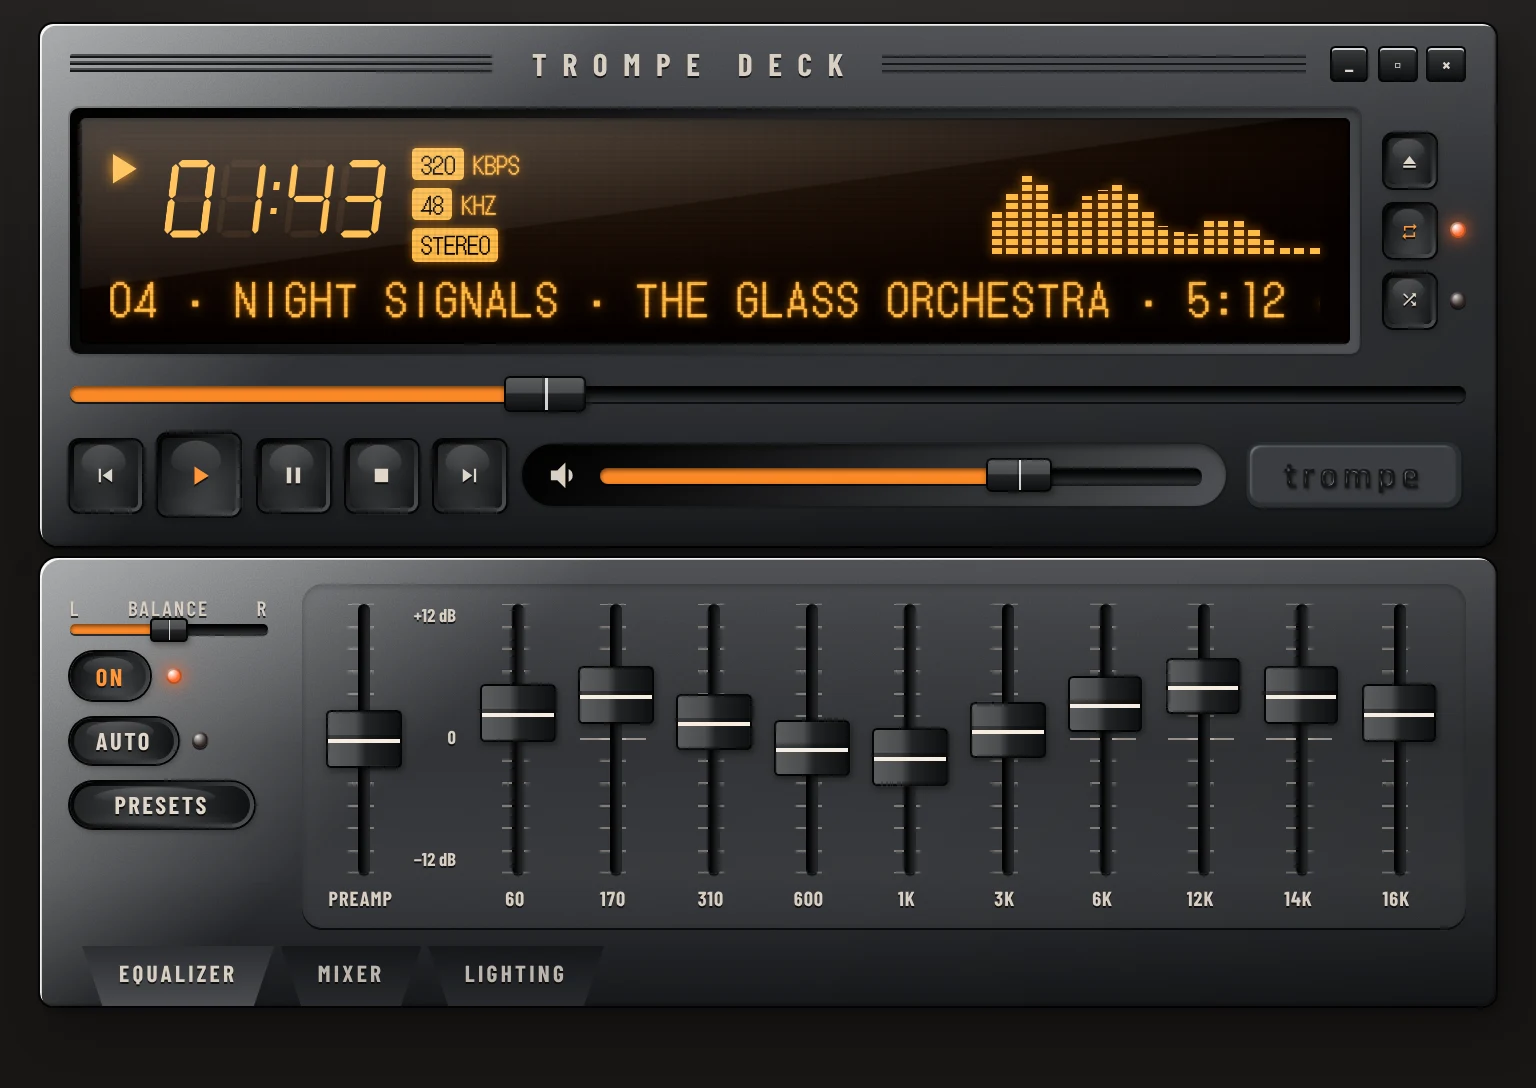 TROMPE DECK
01:43
320 KBPS
48 KHZ
STEREO
04 · NIGHT SIGNALS · THE GLASS ORCHESTRA · 5:12
trompe
L BALANCE R
ON
AUTO
PRESETS
+12 dB
0
−12 dB
PREAMP 60 170 310 600 1K 3K 6K 12K 14K 16K
EQUALIZER MIXER LIGHTING